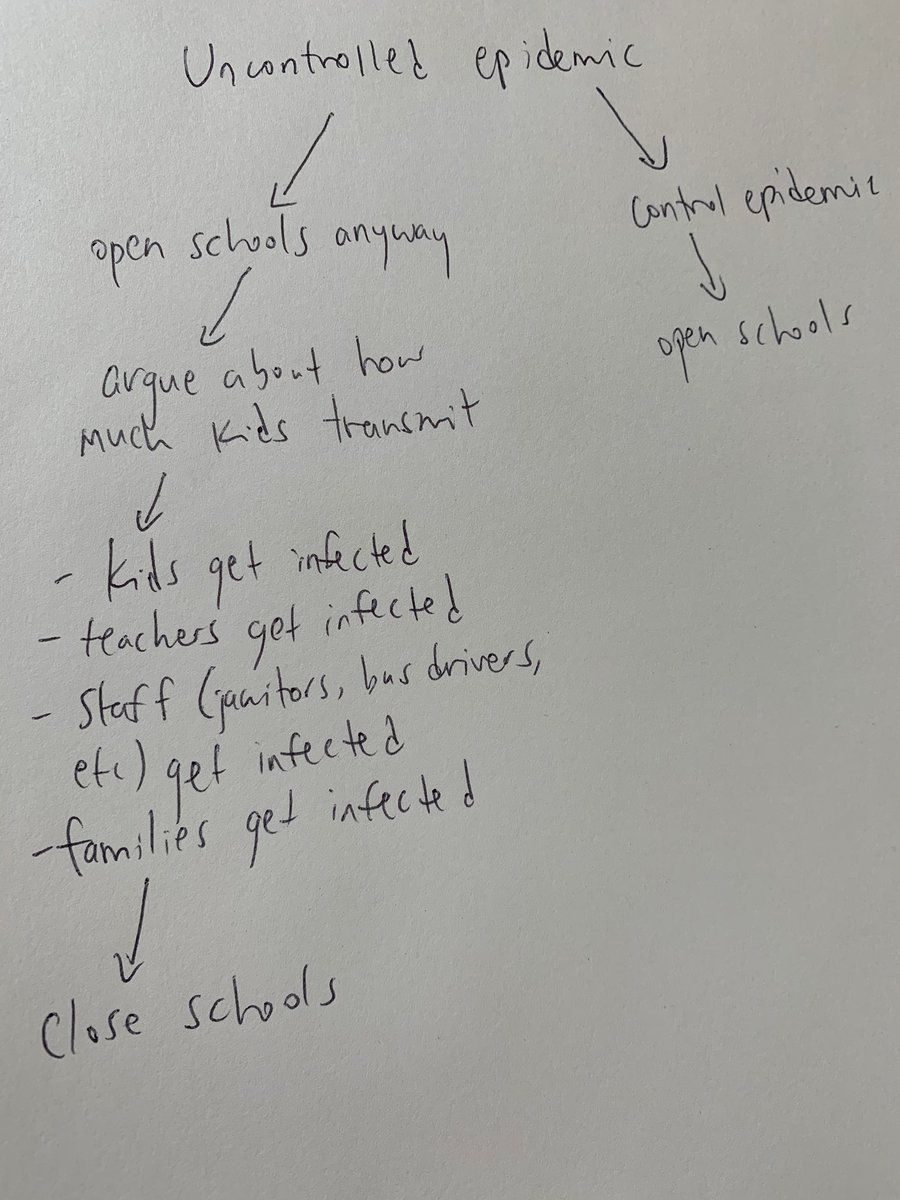 Uncontrolled epidemic
open schools anyway
argue about how
much kids transmit
- kids get infected
- teachers get infected
- Staff (janitors, bus drivers,
etc) get infected
- families get infected
Close schools
control epidemic
open schools